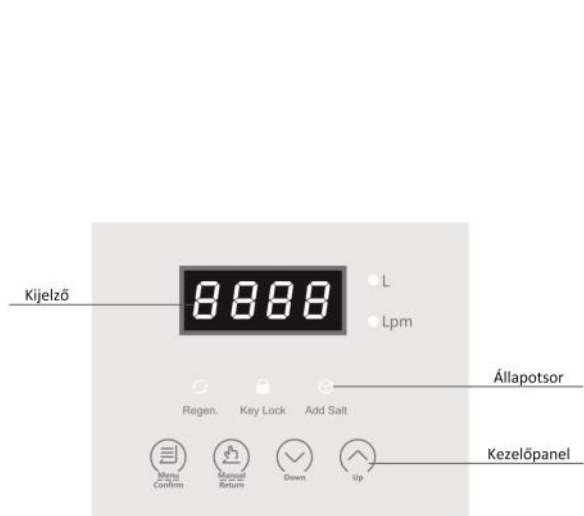 Kijelző
8888
L
Lpm
Állapotsor
Regen.
Key Lock
Add Salt
Kezelőpanel
Menu
Confirm
Manual
Return
Down
Up